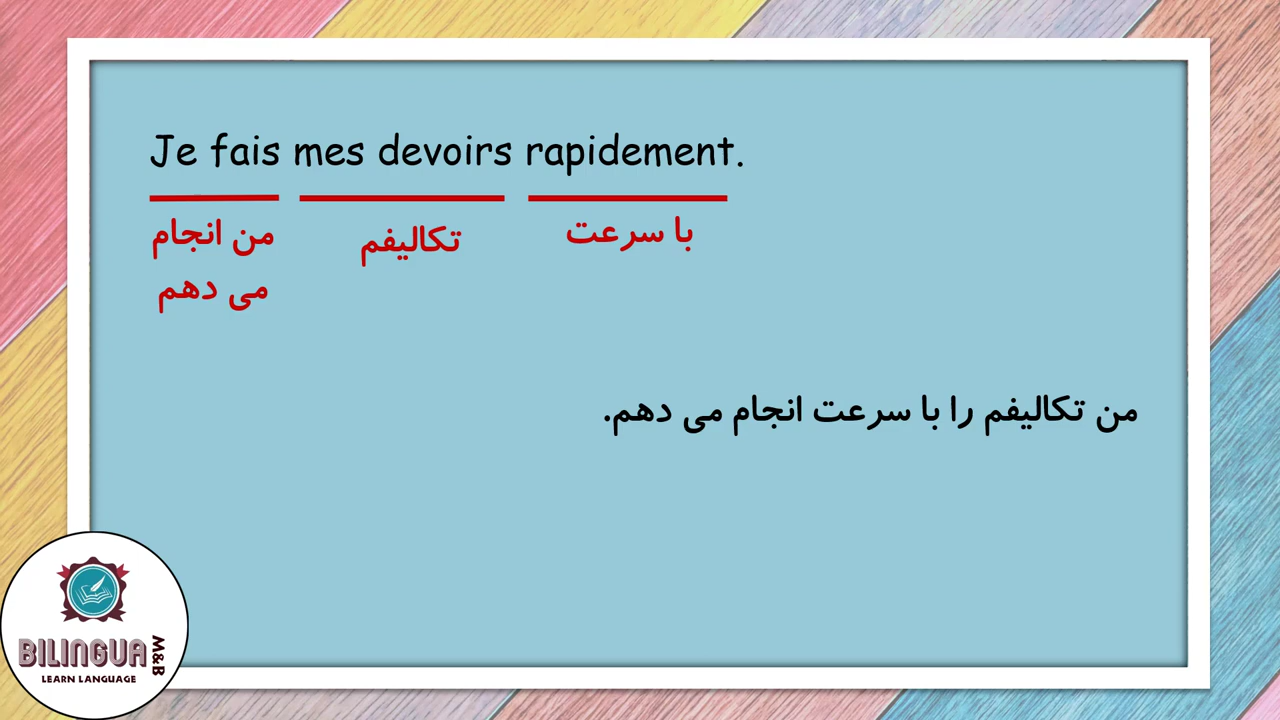 Je fais mes devoirs rapidement.
من انجام
می دهم
تکالیفم
با سرعت
من تکالیفم را با سرعت انجام می دهم.
BILINGUA
M&B
LEARN LANGUAGE